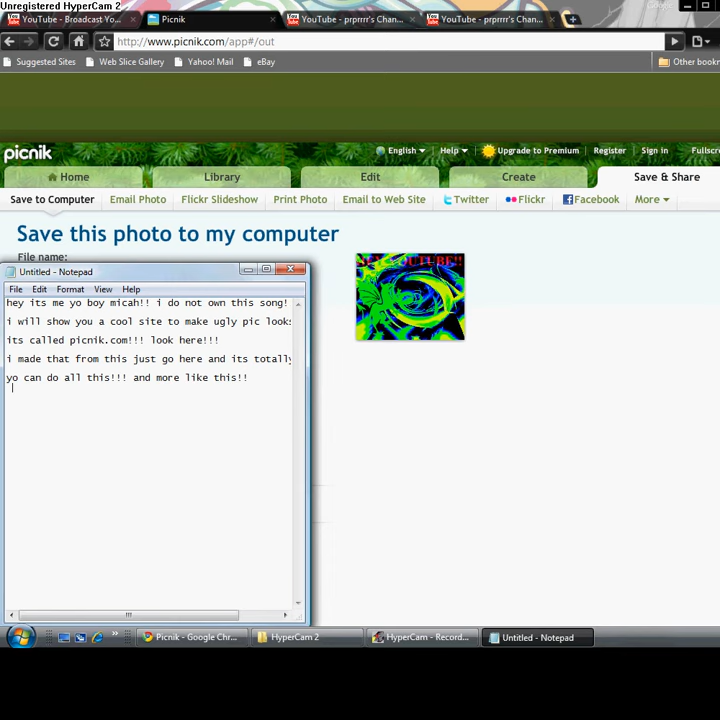 Unregistered HyperCam 2
YouTube - Broadcast Yo...
Picnik
YouTube - prprrrr's Chan...
YouTube - prprrrr's Chan...
http://www.picnik.com/app#/out
Suggested Sites
Web Slice Gallery
Yahoo! Mail
eBay
Other bookr
picnik
English
Help
Upgrade to Premium
Register
Sign in
Fullscre
Home
Library
Edit
Create
Save & Share
Save to Computer
Email Photo
Flickr Slideshow
Print Photo
Email to Web Site
Twitter
Flickr
Facebook
More
Save this photo to my computer
File name:
Untitled - Notepad
File Edit Format View Help
hey its me yo boy micah!! i do not own this song!
i will show you a cool site to make ugly pic looks
its called picnik.com!!! look here!!!
i made that from this just go here and its totally
yo can do all this!!! and more like this!!
Picnik - Google Chr...
HyperCam 2
HyperCam - Record...
Untitled - Notepad